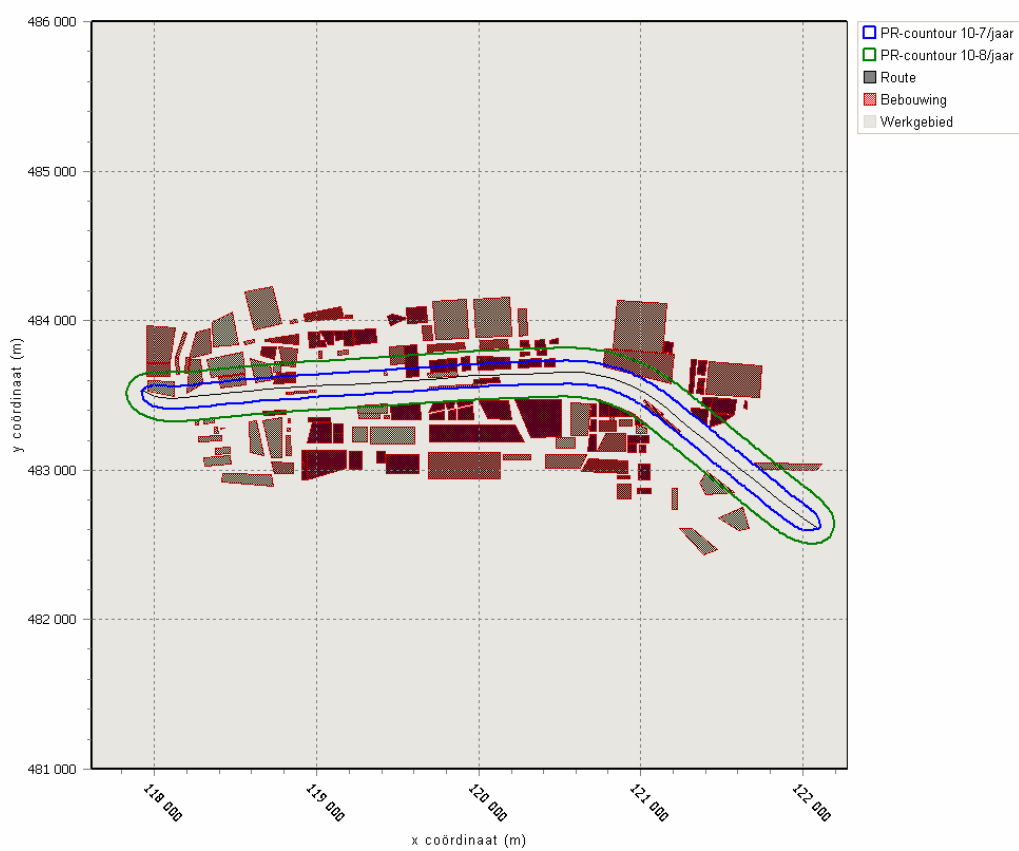 486 000
485 000
484 000
483 000
482 000
481 000
y coördinaat (m)
118 000
119 000
120 000
121 000
122 000
x coördinaat (m)
PR-countour 10-7/jaar
PR-countour 10-8/jaar
Route
Bebouwing
Werkgebied